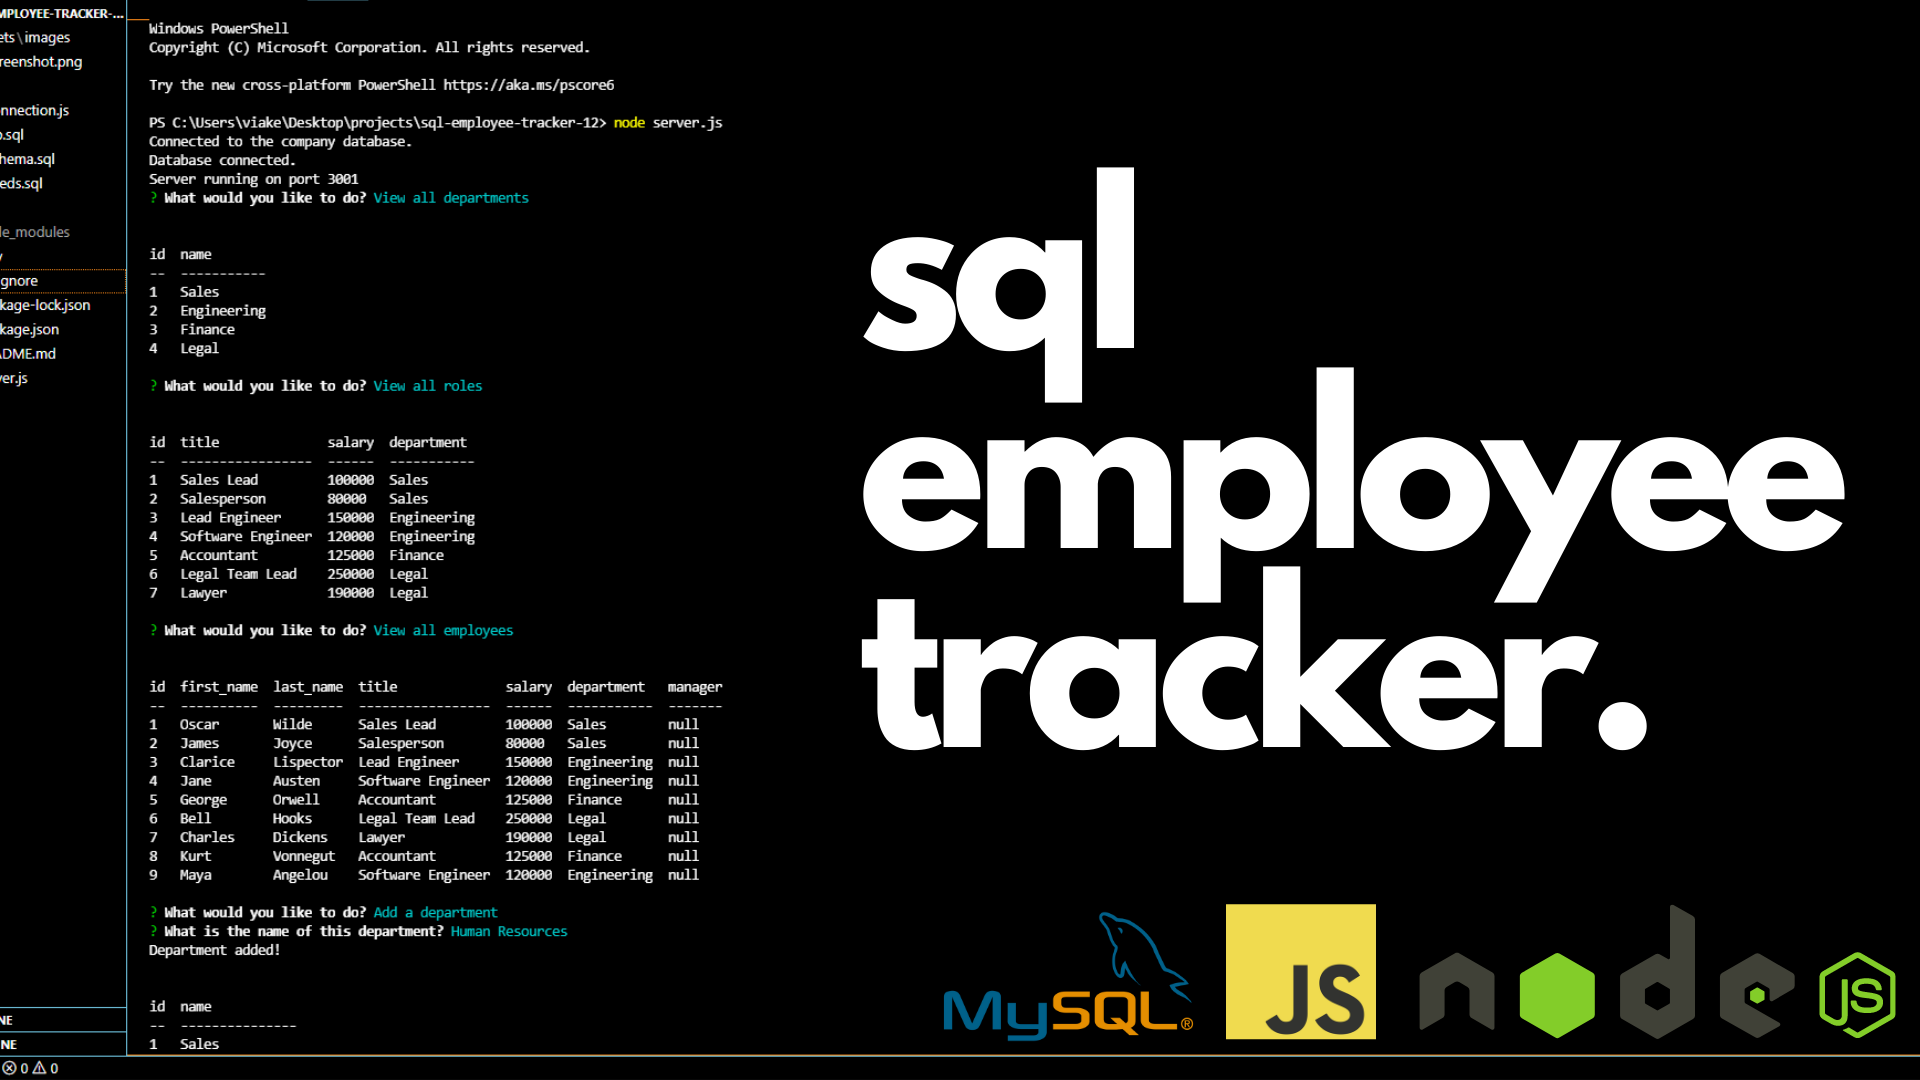 MPLOYEE-TRACKER-...
ets\images
reenshot.png
nnection.js
o.sql
hema.sql
eds.sql
le_modules
gnore
kage-lock.json
kage.json
ADME.md
er.js
NE
NE
0 0
Windows PowerShell
Copyright (C) Microsoft Corporation. All rights reserved.
Try the new cross-platform PowerShell https://aka.ms/pscore6
PS C:\Users\viake\Desktop\projects\sql-employee-tracker-12> node server.js
Connected to the company database.
Database connected.
Server running on port 3001
? What would you like to do? View all departments
id name
-- -----------
1 Sales
2 Engineering
3 Finance
4 Legal
? What would you like to do? View all roles
id title salary department
-- ----------------- ------ -----------
1 Sales Lead 100000 Sales
2 Salesperson 80000 Sales
3 Lead Engineer 150000 Engineering
4 Software Engineer 120000 Engineering
5 Accountant 125000 Finance
6 Legal Team Lead 250000 Legal
7 Lawyer 190000 Legal
? What would you like to do? View all employees
id first_name last_name title salary department manager
-- ---------- --------- ----------------- ------ ----------- -------
1 Oscar Wilde Sales Lead 100000 Sales null
2 James Joyce Salesperson 80000 Sales null
3 Clarice Lispector Lead Engineer 150000 Engineering null
4 Jane Austen Software Engineer 120000 Engineering null
5 George Orwell Accountant 125000 Finance null
6 Bell Hooks Legal Team Lead 250000 Legal null
7 Charles Dickens Lawyer 190000 Legal null
8 Kurt Vonnegut Accountant 125000 Finance null
9 Maya Angelou Software Engineer 120000 Engineering null
? What would you like to do? Add a department
? What is the name of this department? Human Resources
Department added!
id name
-- ---------------
1 Sales
sql
employee
tracker.
MySQL®
JS
node
JS